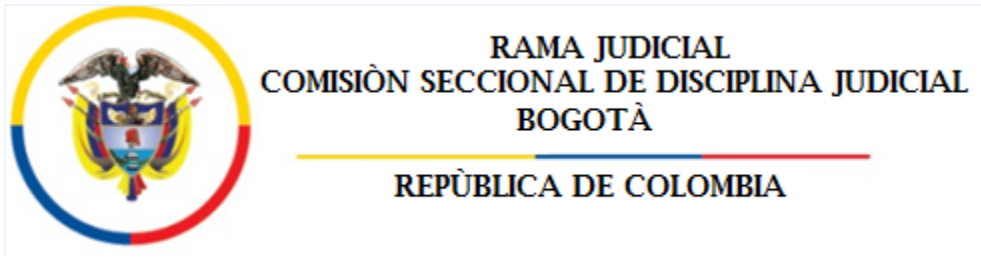 RAMA JUDICIAL
COMISIÒN SECCIONAL DE DISCIPLINA JUDICIAL
BOGOTÀ
REPÙBLICA DE COLOMBIA